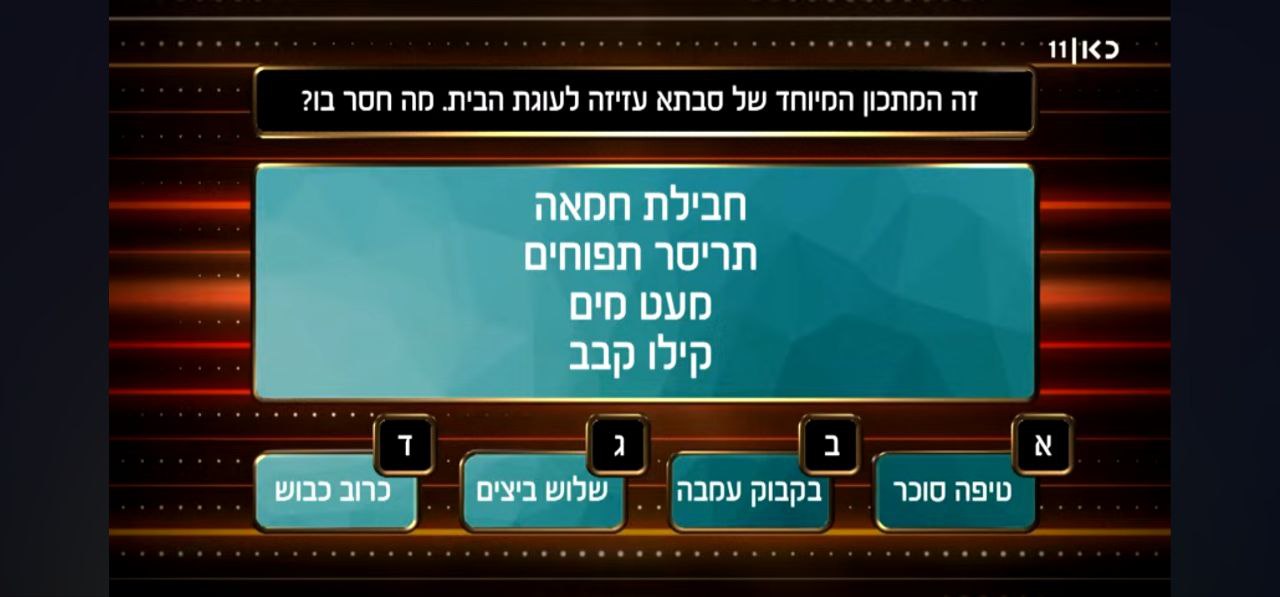 כאן|11
זה המתכון המיוחד של סבתא עזיזה לעוגת הבית. מה חסר בו?
חבילת חמאה
תריסר תפוחים
מעט מים
קילו קבב
א
טיפה סוכר
ב
בקבוק עמבה
ג
שלוש ביצים
ד
כרוב כבוש